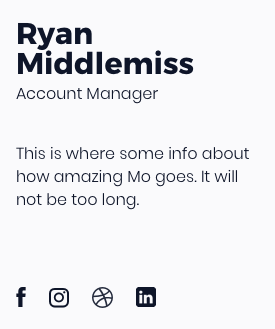 Ryan
Middlemiss
Account Manager
This is where some info about
how amazing Mo goes. It will
not be too long.